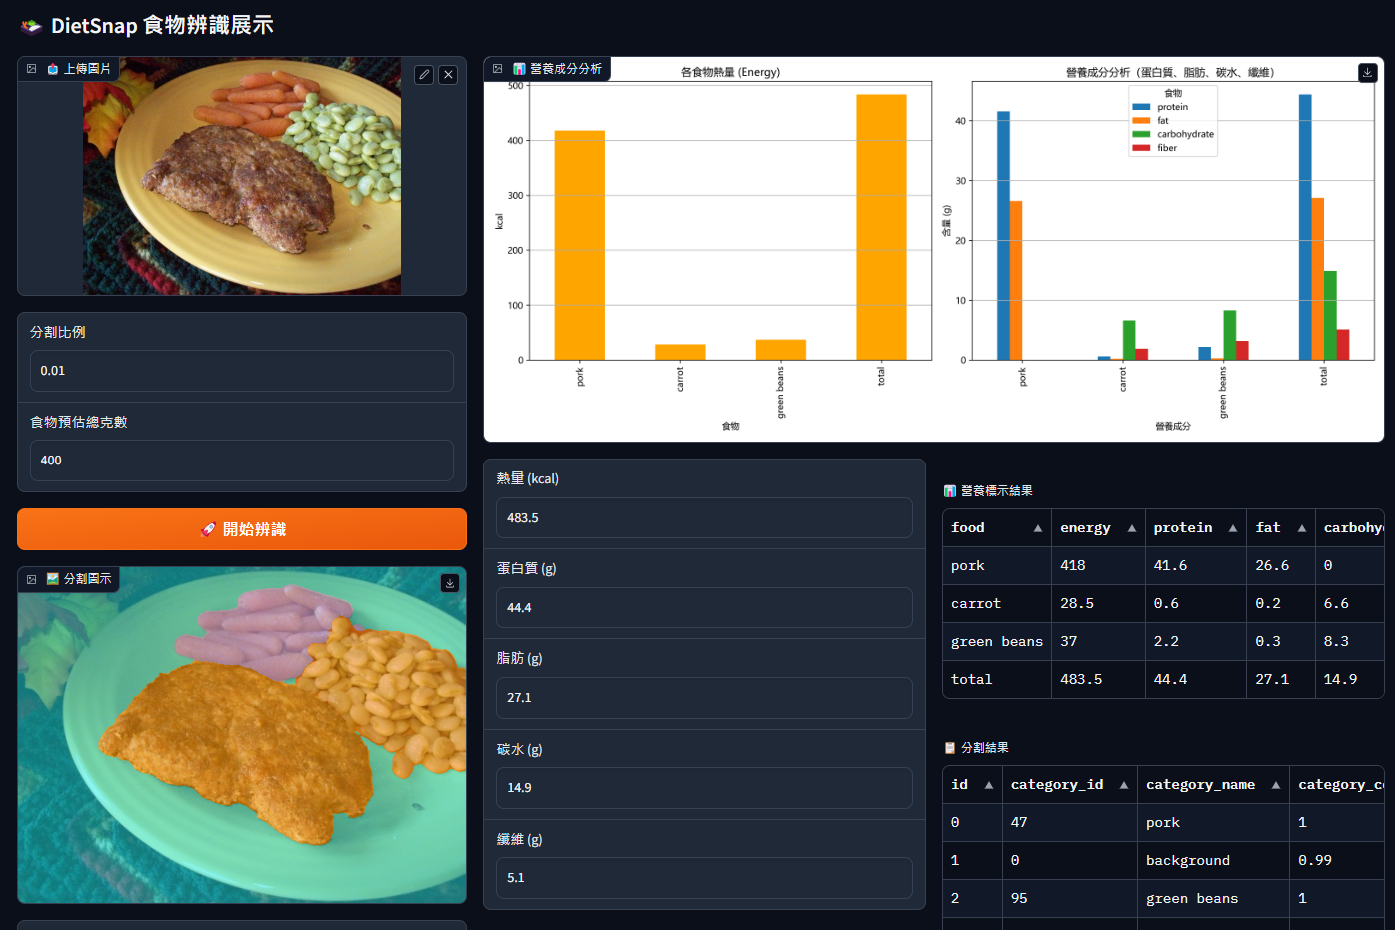 DietSnap 食物辨識展示
上傳圖片
分割比例
0.01
食物預估總克數
400
開始辨識
分割圖示
營養成分分析
各食物熱量 (Energy)
500
400
300
200
100
0
kcal
pork
carrot
green beans
total
食物
營養成分分析（蛋白質、脂肪、碳水、纖維）
食物
protein
fat
carbohydrate
fiber
40
30
20
10
0
含量 (g)
pork
carrot
green beans
total
營養成分
熱量 (kcal)
483.5
蛋白質 (g)
44.4
脂肪 (g)
27.1
碳水 (g)
14.9
纖維 (g)
5.1
營養標示結果
food energy protein fat carbohy
pork 418 41.6 26.6 0
carrot 28.5 0.6 0.2 6.6
green beans 37 2.2 0.3 8.3
total 483.5 44.4 27.1 14.9
分割結果
id category_id category_name category_c
0 47 pork 1
1 0 background 0.99
2 95 green beans 1